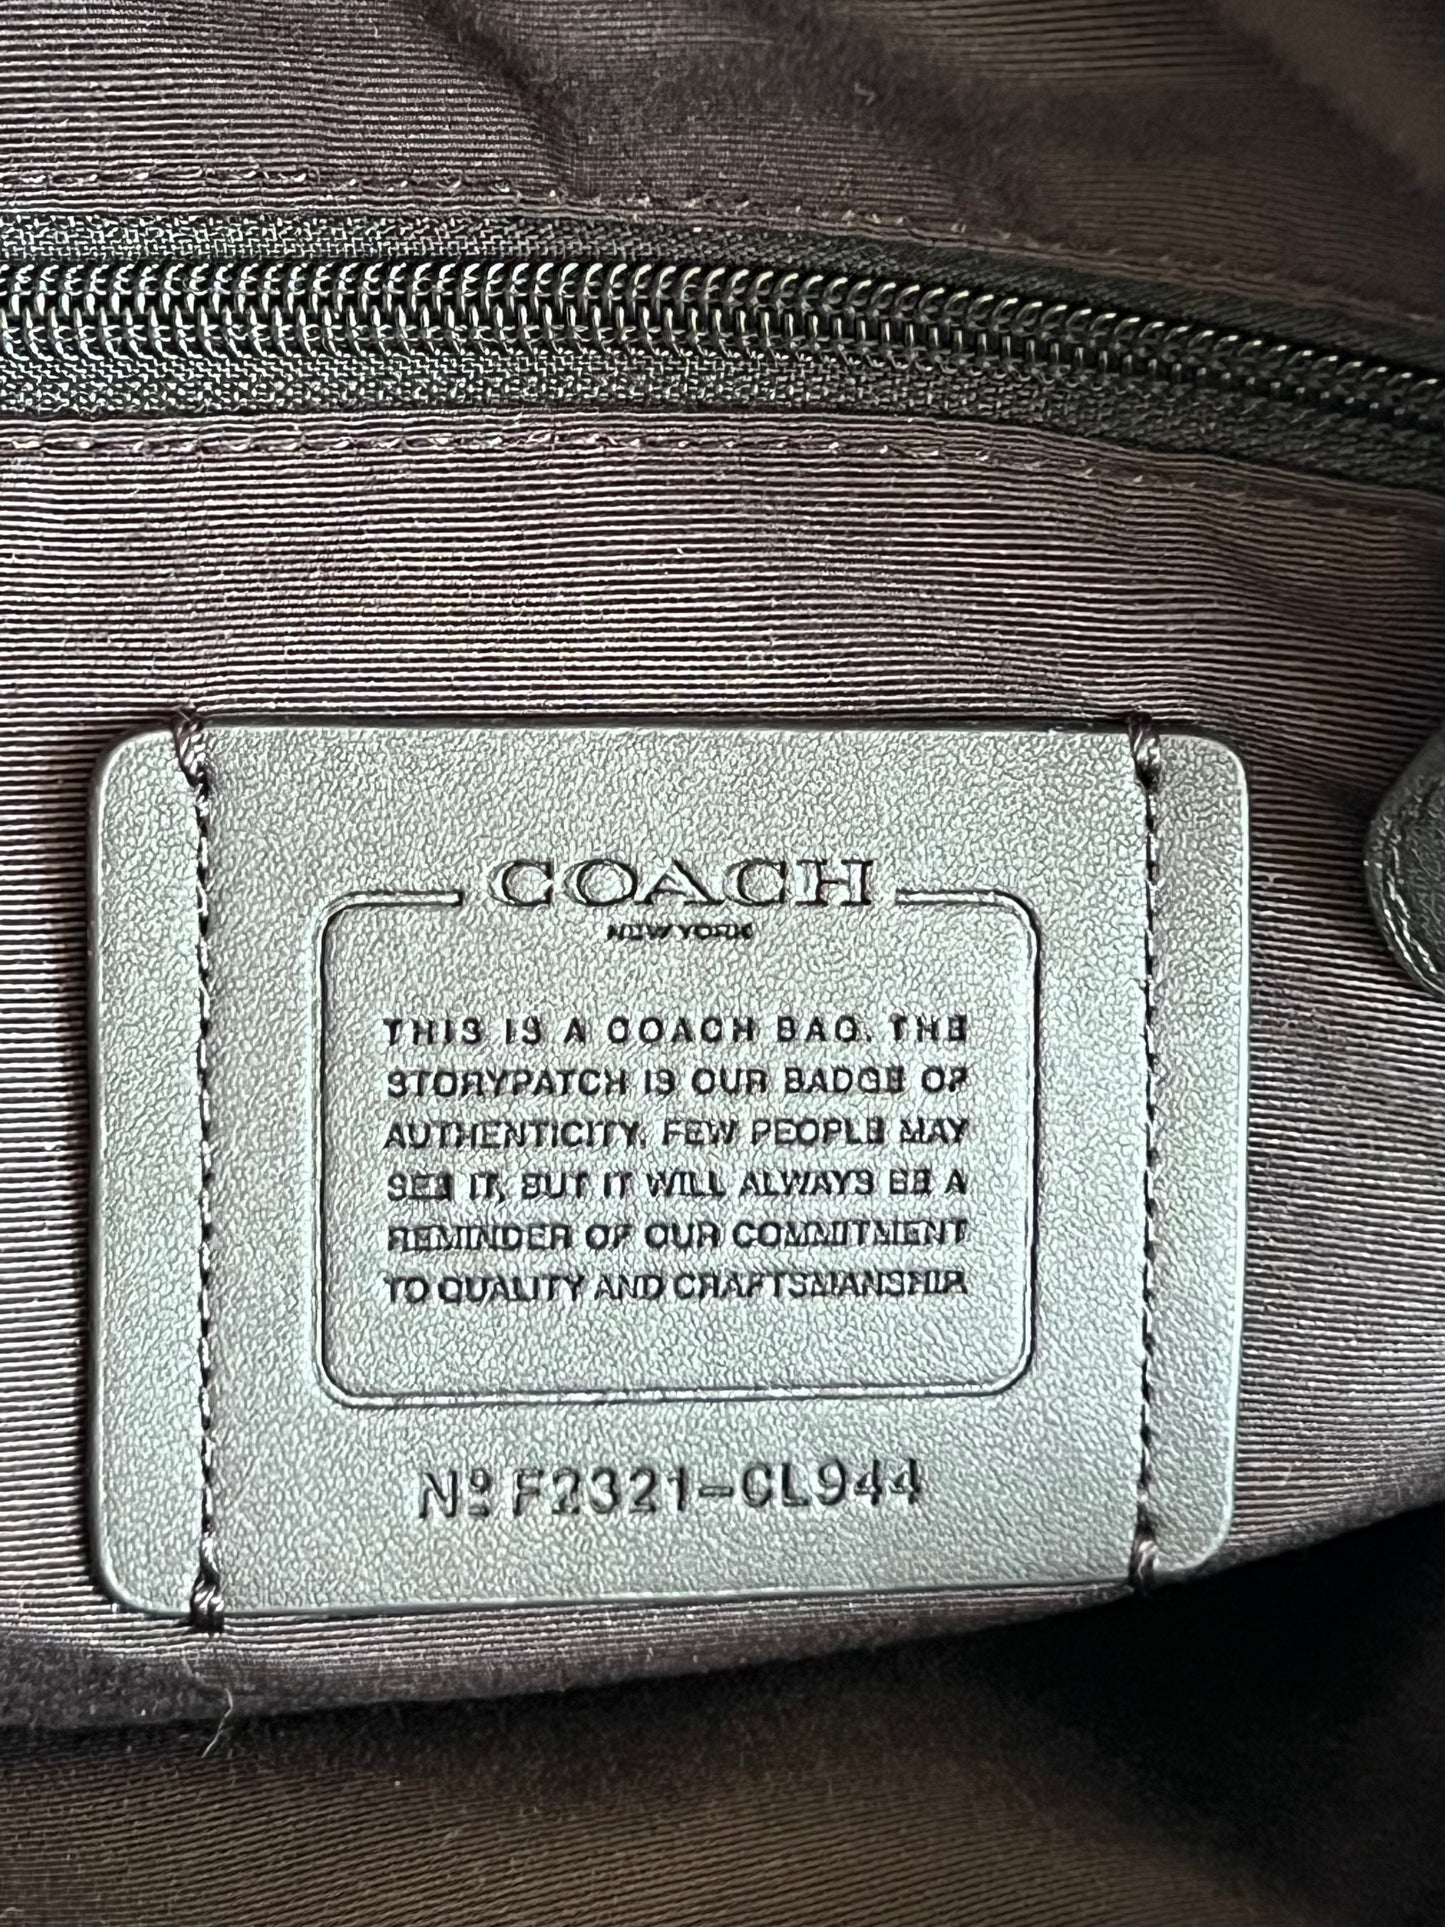 COACH
NEW YORK
THIS IS A COACH BAG. THE
STORYPATCH IS OUR BADGE OF
AUTHENTICITY. FEW PEOPLE MAY
SEE IT, BUT IT WILL ALWAYS BE A
REMINDER OF OUR COMMITMENT
TO QUALITY AND CRAFTSMANSHIP.
Nº F2321-CL944